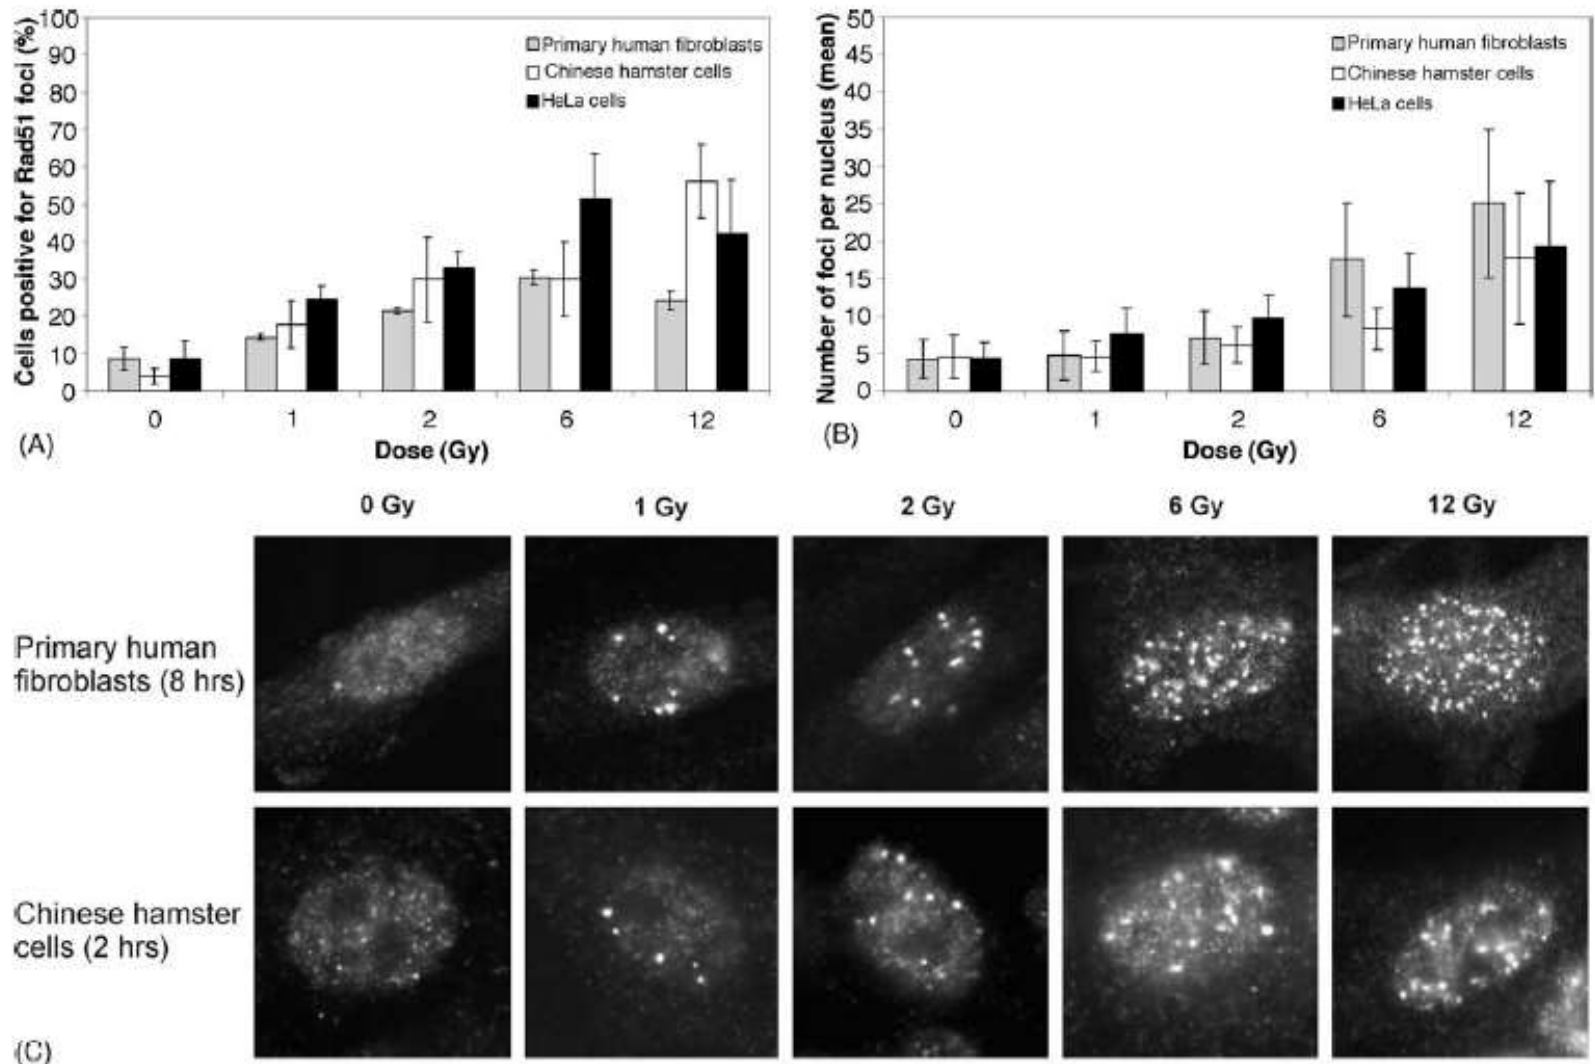 Cells positive for Rad51 foci (%)
100
90
80
70
60
50
40
30
20
10
0
Primary human fibroblasts
Chinese hamster cells
HeLa cells
0 1 2 6 12
Dose (Gy)
(A)
Number of foci per nucleus (mean)
50
45
40
35
30
25
20
15
10
5
0
Primary human fibroblasts
Chinese hamster cells
HeLa cells
0 1 2 6 12
Dose (Gy)
(B)
0 Gy 1 Gy 2 Gy 6 Gy 12 Gy
Primary human
fibroblasts (8 hrs)
Chinese hamster
cells (2 hrs)
(C)